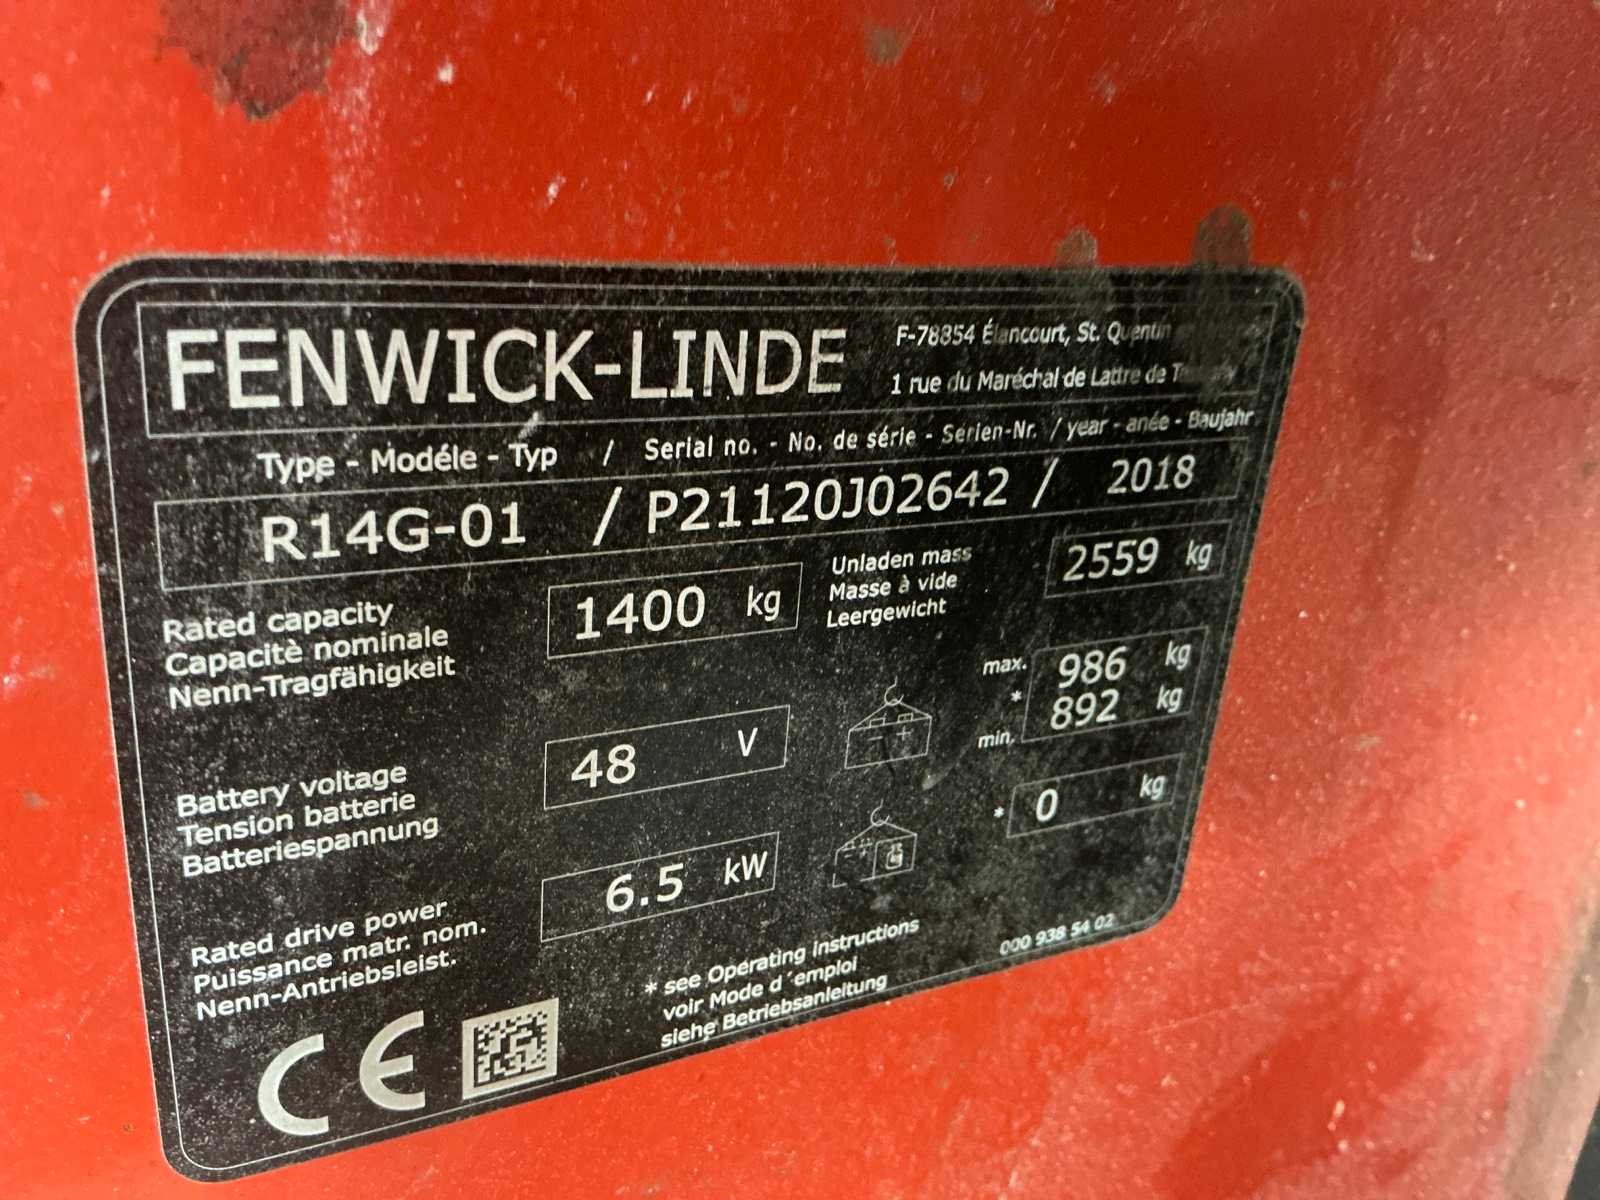 FENWICK-LINDE
F-78854 Élancourt, St. Quentin
1 rue du Maréchal de Lattre de
Type - Modéle - Typ / Serial no. - No. de série - Serien-Nr. / year - anée - Baujahr
R14G-01 / P21120J02642 / 2018
Rated capacity
Capacitè nominale
Nenn-Tragfähigkeit
1400 kg
Unladen mass
Masse à vide
Leergewicht
2559 kg
Battery voltage
Tension batterie
Batteriespannung
48 V
max. 986 kg
*
min. 892 kg
Rated drive power
Puissance matr. nom.
Nenn-Antriebsleist.
6.5 kW
* 0 kg
* see Operating instructions
voir Mode d´emploi
siehe Betriebsanleitung
000 938 54 02
CE